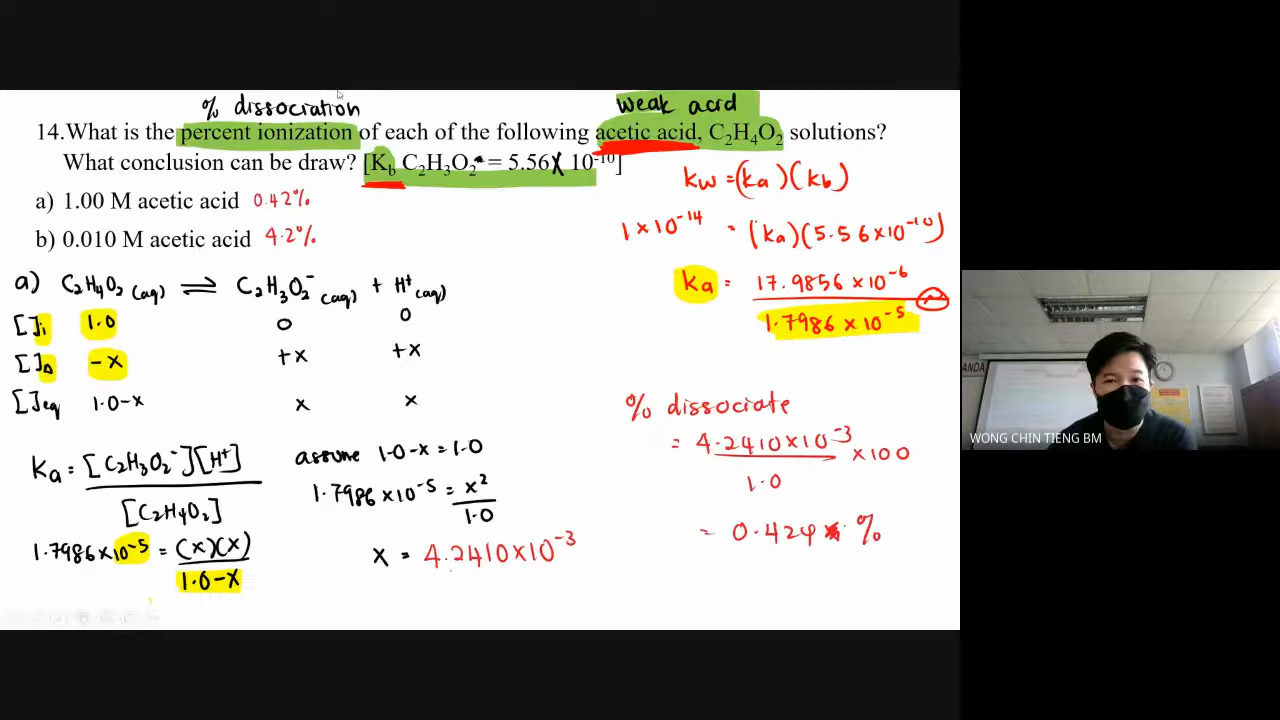 % dissociation
weak acid
14.What is the percent ionization of each of the following acetic acid, C₂H₄O₂ solutions?
What conclusion can be draw? [K_b C₂H₃O₂⁻ = 5.56 X 10⁻¹⁰]
a) 1.00 M acetic acid 0.42%
b) 0.010 M acetic acid 4.2%
Kw = (Ka)(Kb)
1 × 10⁻¹⁴ = (Ka)(5.56 × 10⁻¹⁰)
Ka = 17.9856 × 10⁻⁶
1.7986 × 10⁻⁵
a) C₂H₄O₂ (aq) ⇌ C₂H₃O₂⁻ (aq) + H⁺ (aq)
[ ]i 1.0 0 0
[ ]Δ -x +x +x
[ ]eq 1.0-x x x
Ka = [C₂H₃O₂⁻][H⁺]
[C₂H₄O₂]
1.7986 × 10⁻⁵ = (x)(x)
1.0-x
assume 1.0-x = 1.0
1.7986 × 10⁻⁵ = x²
1.0
x = 4.2410 × 10⁻³
% dissociate
= 4.2410 × 10⁻³ × 100
1.0
= 0.424 %
ANDA
WONG CHIN TIENG BM